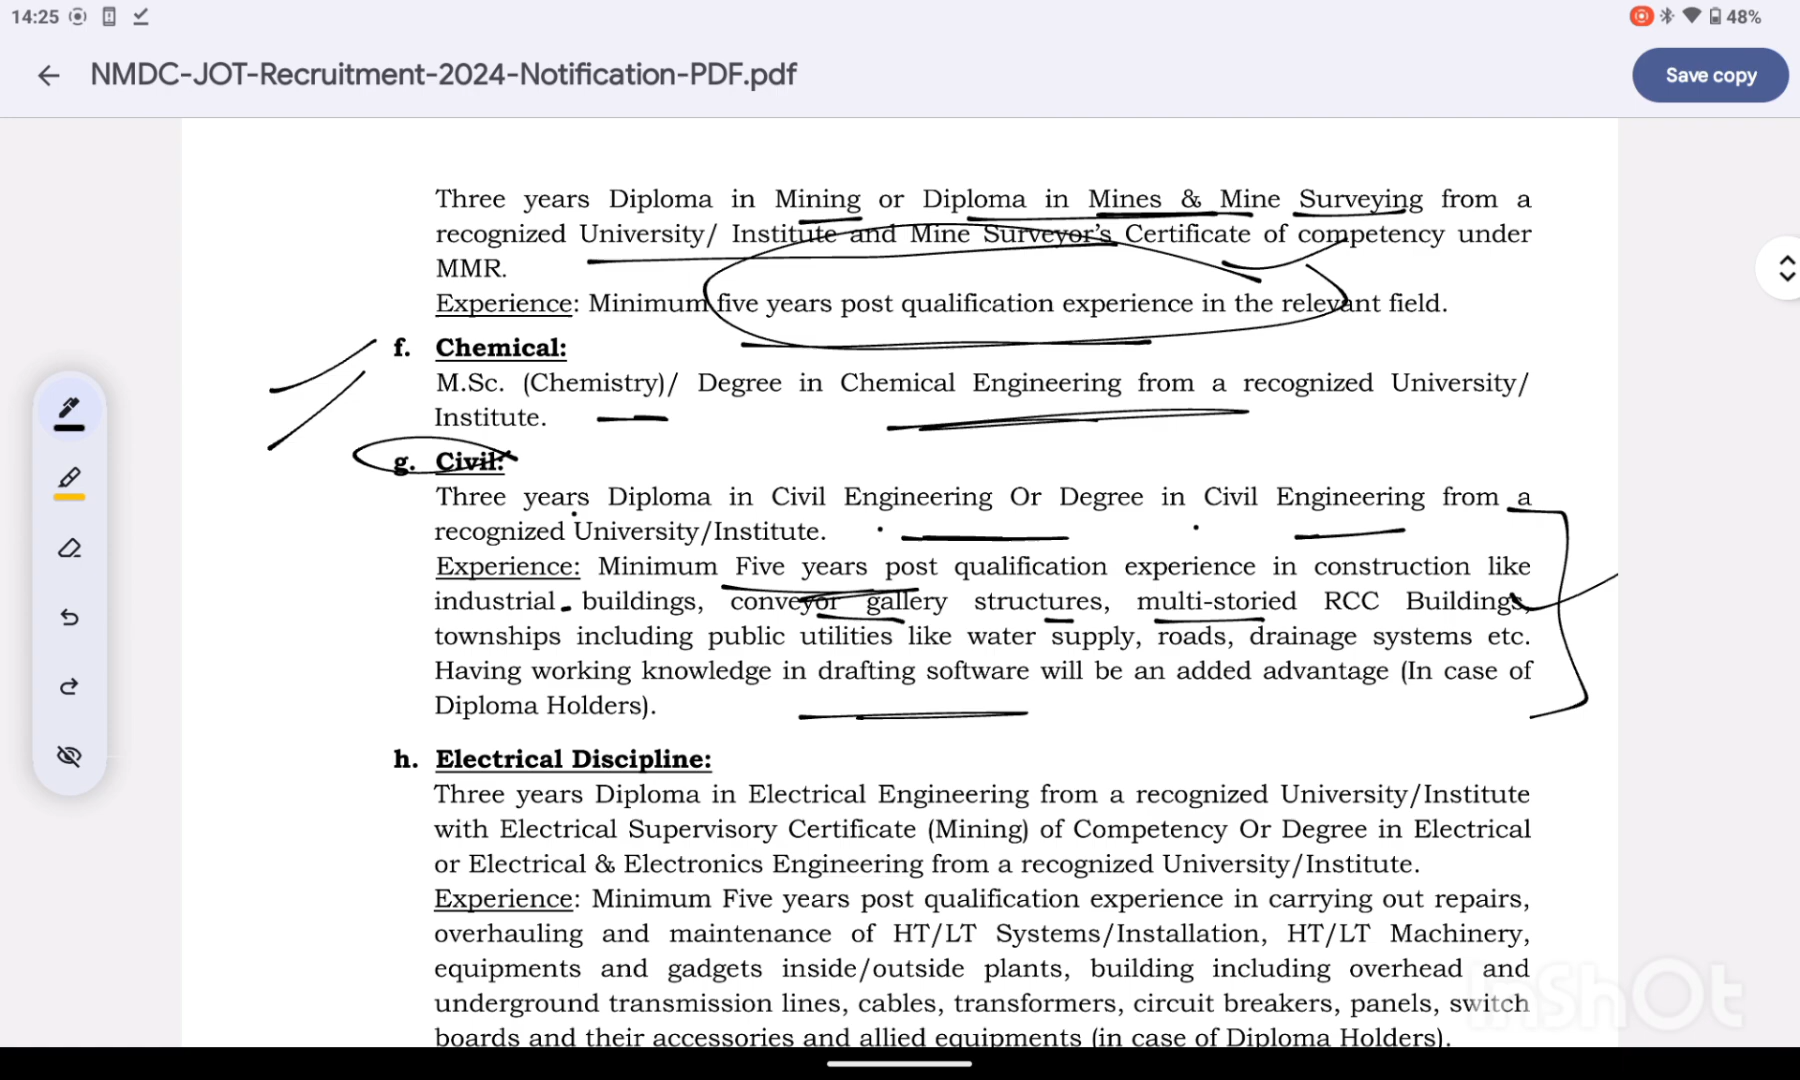 14:25
48%
NMDC-JOT-Recruitment-2024-Notification-PDF.pdf
Save copy
Three years Diploma in Mining or Diploma in Mines & Mine Surveying from a
recognized University/ Institute and Mine Surveyor's Certificate of competency under
MMR.
Experience: Minimum five years post qualification experience in the relevant field.
f. Chemical:
M.Sc. (Chemistry)/ Degree in Chemical Engineering from a recognized University/
Institute.
g. Civil:
Three years Diploma in Civil Engineering Or Degree in Civil Engineering from a
recognized University/Institute.
Experience: Minimum Five years post qualification experience in construction like
industrial buildings, conveyor gallery structures, multi-storied RCC Buildings,
townships including public utilities like water supply, roads, drainage systems etc.
Having working knowledge in drafting software will be an added advantage (In case of
Diploma Holders).
h. Electrical Discipline:
Three years Diploma in Electrical Engineering from a recognized University/Institute
with Electrical Supervisory Certificate (Mining) of Competency Or Degree in Electrical
or Electrical & Electronics Engineering from a recognized University/Institute.
Experience: Minimum Five years post qualification experience in carrying out repairs,
overhauling and maintenance of HT/LT Systems/Installation, HT/LT Machinery,
equipments and gadgets inside/outside plants, building including overhead and
underground transmission lines, cables, transformers, circuit breakers, panels, switch
boards and their accessories and allied equipments (in case of Diploma Holders).
InShOt